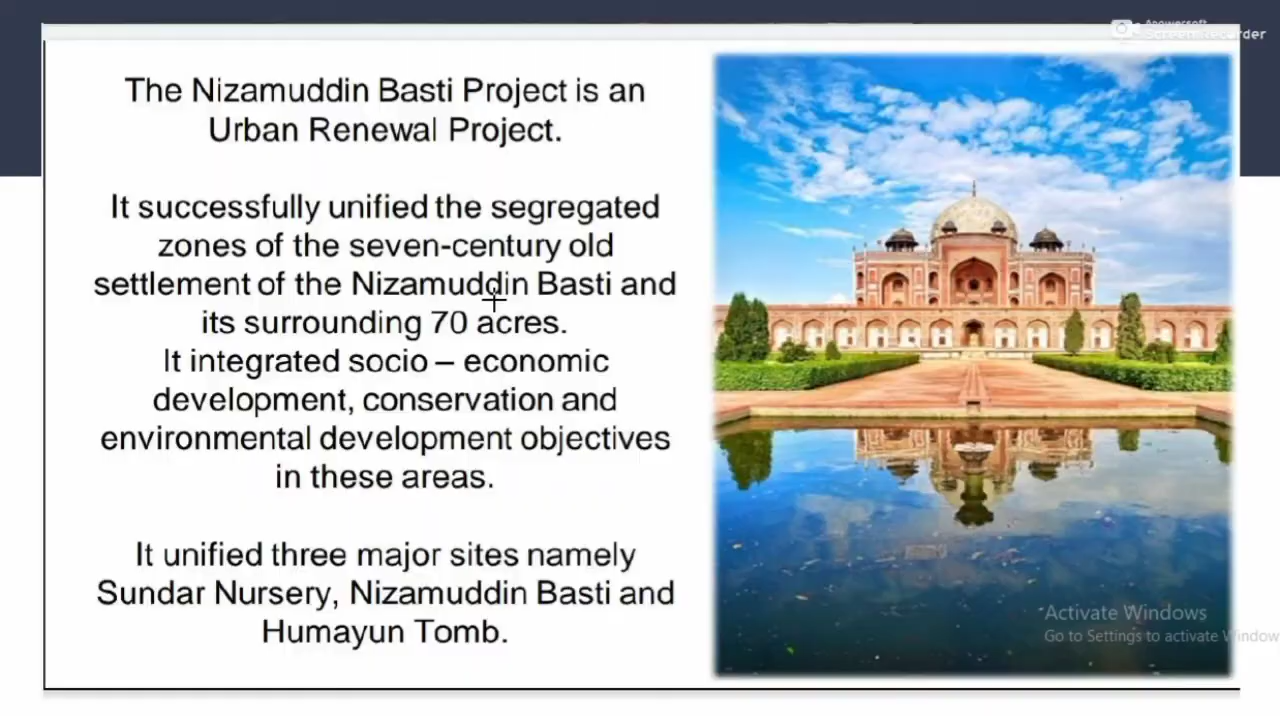 Apowersoft
Screen Recorder
The Nizamuddin Basti Project is an
Urban Renewal Project.
It successfully unified the segregated
zones of the seven-century old
settlement of the Nizamuddin Basti and
its surrounding 70 acres.
It integrated socio – economic
development, conservation and
environmental development objectives
in these areas.
It unified three major sites namely
Sundar Nursery, Nizamuddin Basti and
Humayun Tomb.
Activate Windows
Go to Settings to activate Window